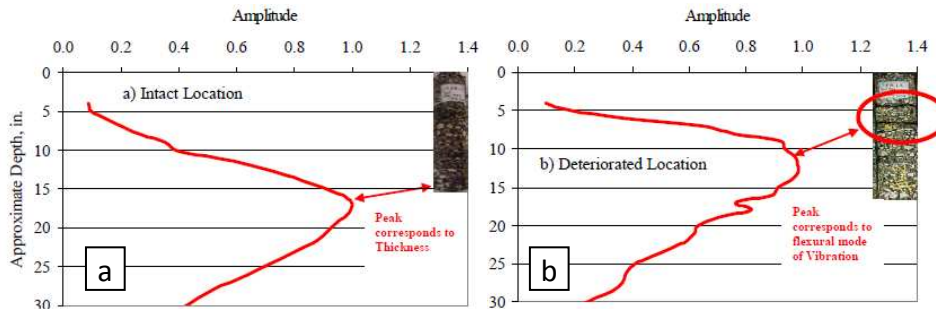 Amplitude
0.0 0.2 0.4 0.6 0.8 1.0 1.2 1.4
Approximate Depth, in.
0
5
10
15
20
25
30
a) Intact Location
Peak
corresponds to
Thickness
a
Amplitude
0.0 0.2 0.4 0.6 0.8 1.0 1.2 1.4
0
5
10
15
20
25
30
b) Deteriorated Location
Peak
corresponds to
flexural mode
of Vibration
b